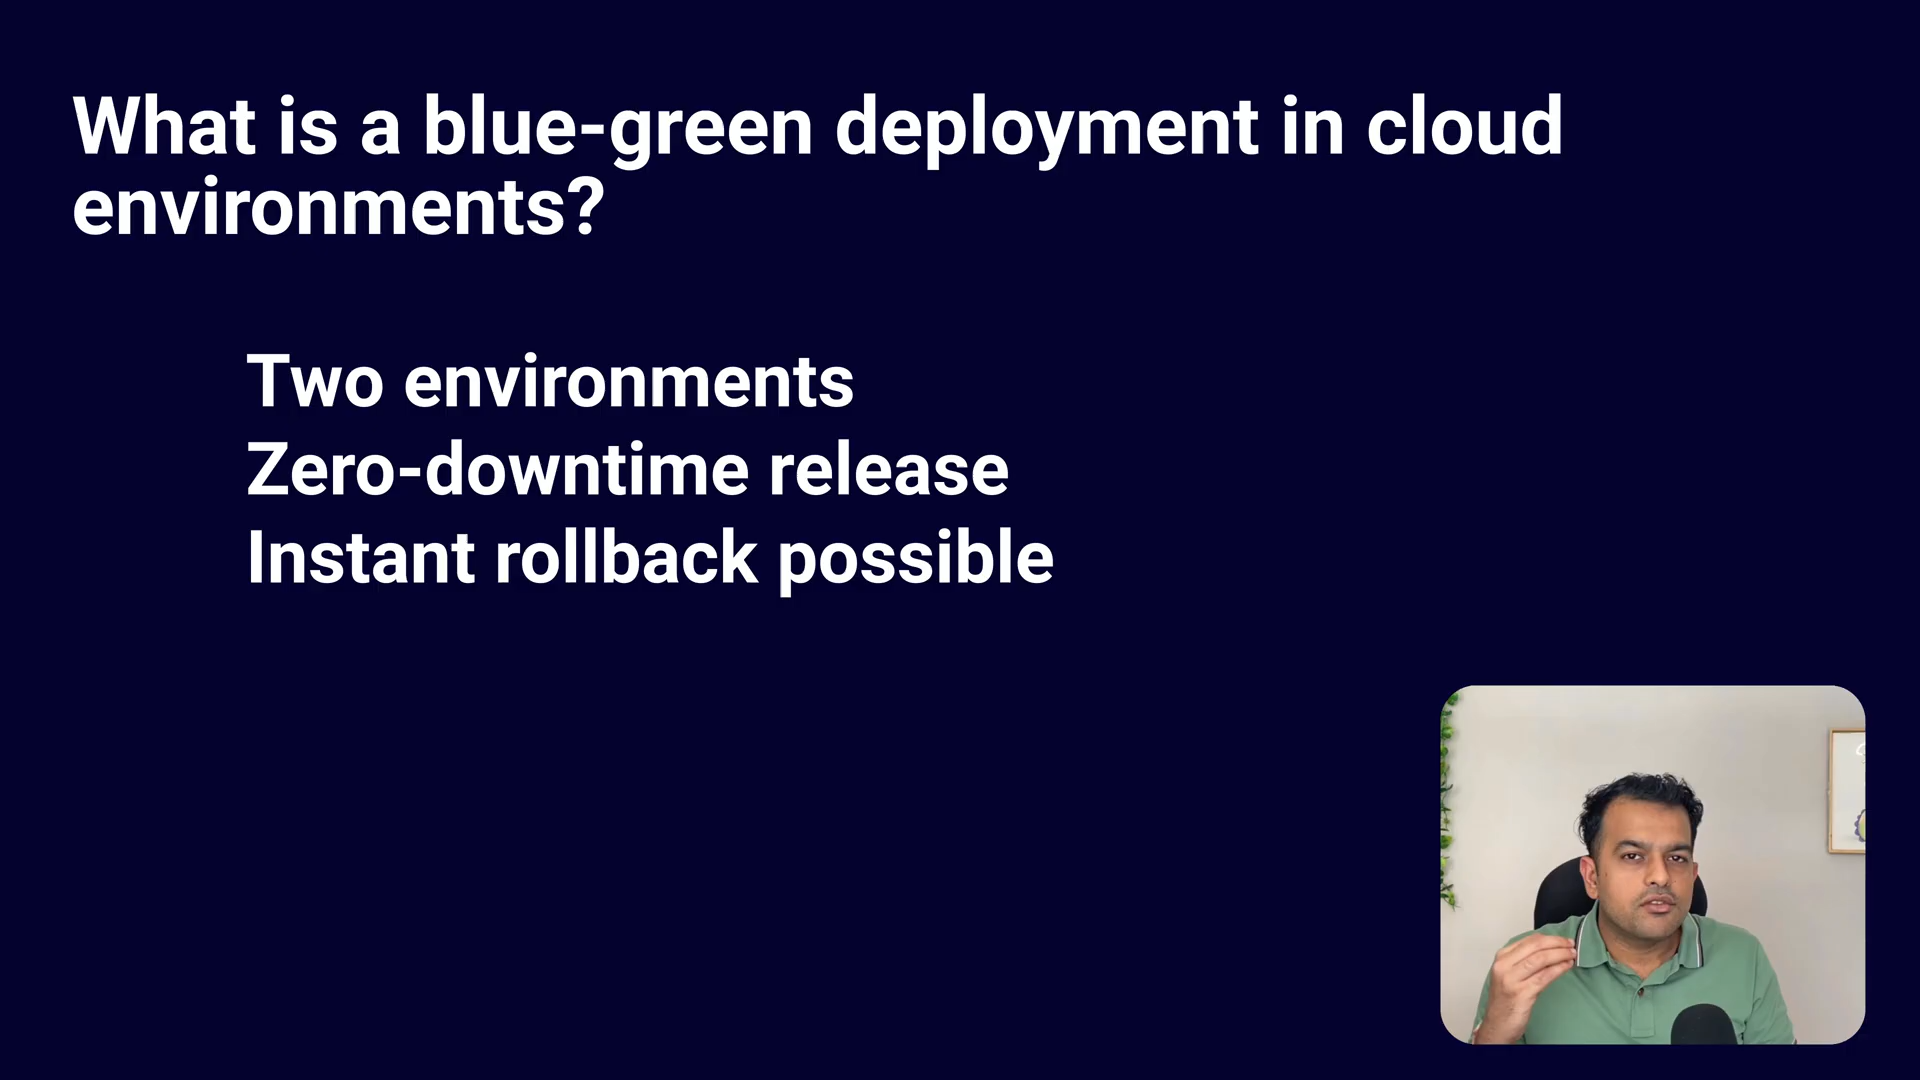 What is a blue-green deployment in cloud
environments?
Two environments
Zero-downtime release
Instant rollback possible